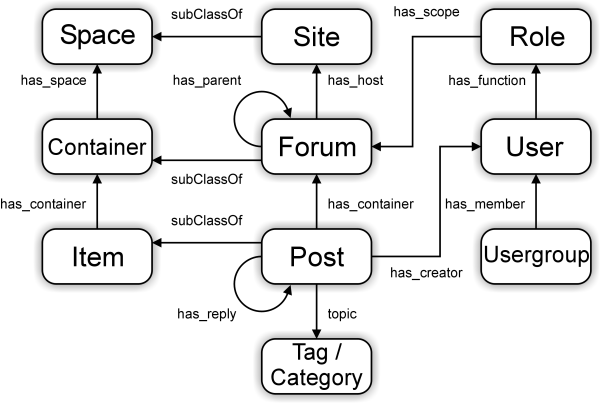 subClassOf
has_scope
Space
Site
Role
has_space
has_parent
has_host
has_function
Container
Forum
User
subClassOf
has_container
subClassOf
has_container
has_member
Item
Post
Usergroup
has_creator
has_reply
topic
Tag /
Category